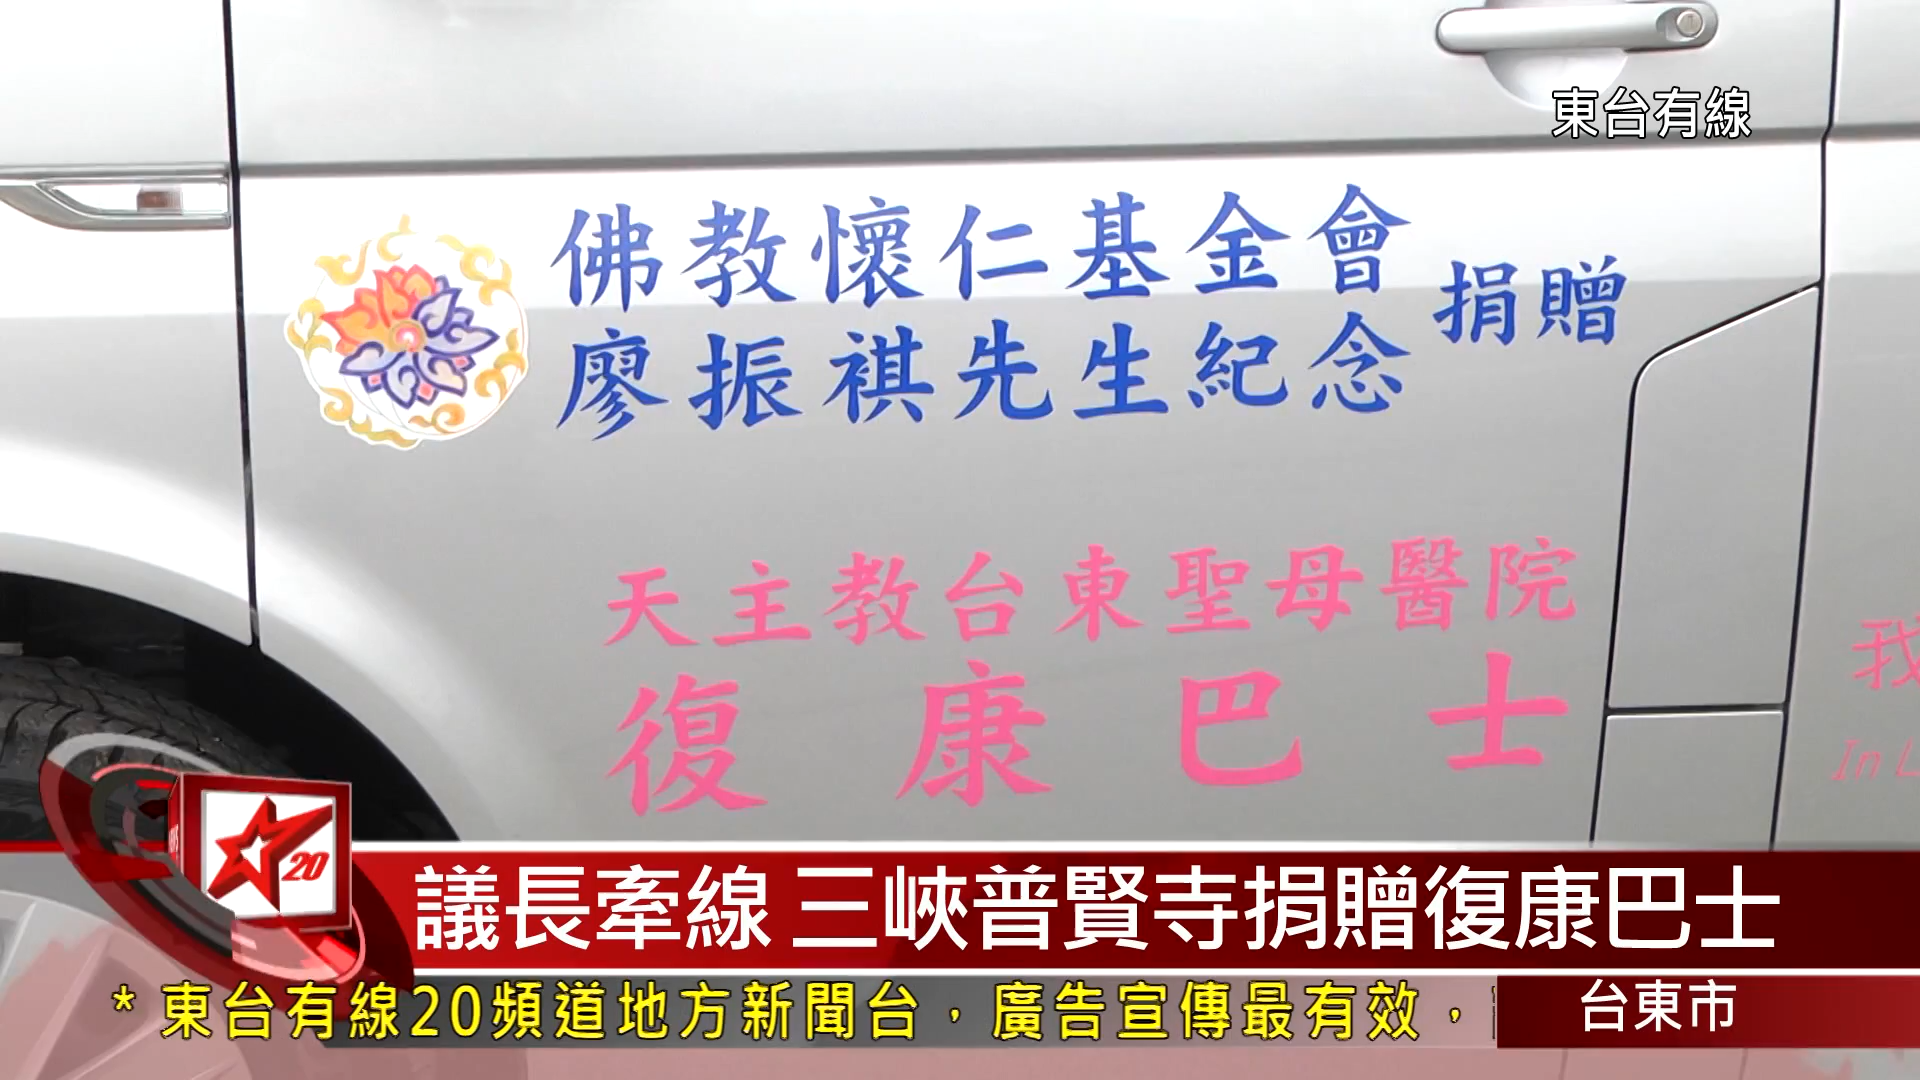 東台有線
佛教懷仁基金會
廖振祺先生紀念
捐贈
天主教台東聖母醫院
復康巴士
我
In L
20
議長牽線 三峽普賢寺捐贈復康巴士
* 東台有線20頻道地方新聞台，廣告宣傳最有效，
台東市